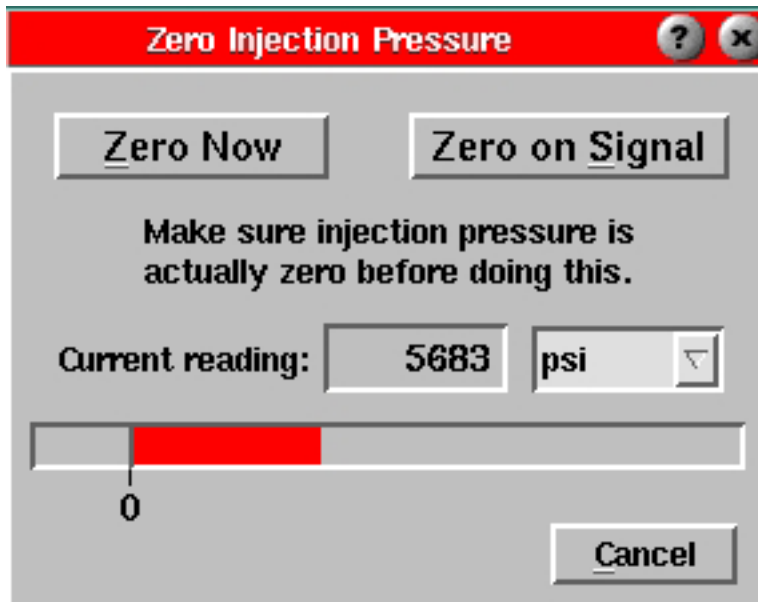 Zero Injection Pressure ? x
Zero Now Zero on Signal
Make sure injection pressure is
actually zero before doing this.
Current reading: 5683 psi
0
Cancel